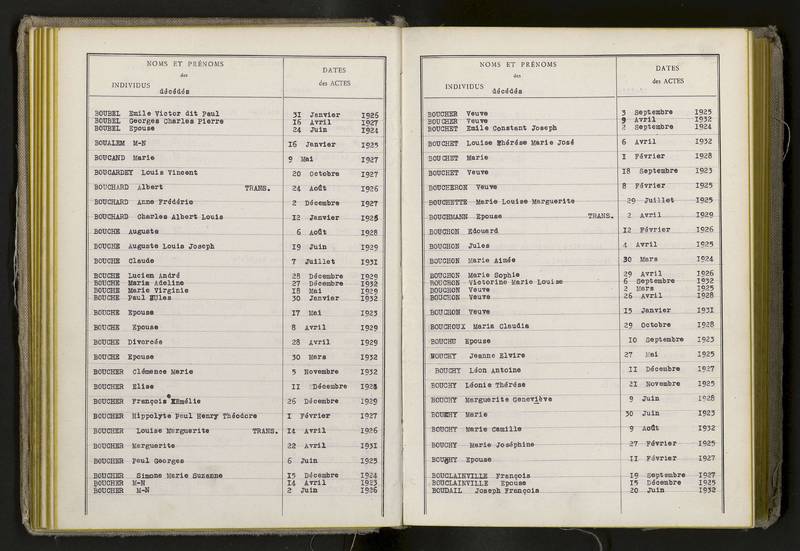 NOMS ET PRÉNOMS
des
INDIVIDUS
décédés
DATES
des ACTES
BOUBEL Emile Victor dit Paul 31 Janvier 1926
BOUBEL Georges Charles Pierre 16 Avril 1927
BOUBEL Epouse 24 Juin 1924
BOUALEM M-N 16 Janvier 1925
BOUCAND Marie 9 Mai 1927
BOUCARDEY Louis Vincent 20 Octobre 1927
BOUCHARD Albert TRANS. 24 Août 1926
BOUCHARD Anne Frédéric 2 Décembre 1927
BOUCHARD Charles Albert Louis 12 Janvier 1925
BOUCHE Auguste 6 Août 1928
BOUCHE Auguste Louis Joseph 19 Juin 1929
BOUCHE Claude 7 Juillet 1931
BOUCHE Lucien André 28 Décembre 1929
BOUCHE Maria Adeline 27 Décembre 1932
BOUCHE Marie Virginie 18 Mai 1929
BOUCHE Paul Jules 30 Janvier 1932
BOUCHE Epouse 17 Mai 1923
BOUCHE Epouse 8 Avril 1929
BOUCHE Divorcée 28 Avril 1929
BOUCHE Epouse 30 Mars 1932
BOUCHER Clémence Marie 5 Novembre 1932
BOUCHER Elise 11 Décembre 1928
BOUCHER François Emélie 26 Décembre 1929
BOUCHER Hippolyte Paul Henry Théodore 1 Février 1927
BOUCHER Louise Marguerite TRANS. 14 Avril 1926
BOUCHER Marguerite 22 Avril 1931
BOUCHER Paul Georges 6 Juin 1925
BOUCHER Simone Marie Suzanne 15 Décembre 1924
BOUCHER M-N 14 Avril 1923
BOUCHER M-N 2 Juin 1926
NOMS ET PRÉNOMS
des
INDIVIDUS
décédés
DATES
des ACTES
BOUCHER Veuve 3 Septembre 1925
BOUCHER Veuve 9 Avril 1932
BOUCHET Emile Constant Joseph 2 Septembre 1924
BOUCHET Louise Thérése Marie José 6 Avril 1932
BOUCHET Marie 1 Février 1928
BOUCHET Veuve 18 Septembre 1923
BOUCHERON Veuve 8 Février 1925
BOUCHETTE Marie Louise Marguerite 29 Juillet 1925
BOUCHMANN Epouse TRANS. 2 Avril 1929
BOUCHON Edouard 12 Février 1926
BOUCHON Jules 4 Avril 1925
BOUCHON Marie Aimée 30 Mars 1924
BOUCHON Marie Sophie 29 Avril 1926
BOUCHON Victorine Marie Louise 6 Septembre 1932
BOUCHON Veuve 2 Mars 1925
BOUCHON Veuve 26 Avril 1928
BOUCHON Veuve 15 Janvier 1931
BOUCHOUX Maria Claudia 29 Octobre 1928
BOUCHU Epouse 10 Septembre 1923
BOUCHY Jeanne Elvire 27 Mai 1925
BOUCHY Léon Antoine 11 Décembre 1927
BOUCHY Léonie Thérése 21 Novembre 1925
BOUCHY Marguerite Geneviève 9 Juin 1928
BOUCHY Marie 30 Juin 1923
BOUCHY Marie Camille 9 Août 1932
BOUCHY Marie Joséphine 27 Février 1925
BOUCHY Epouse 11 Février 1927
BOUCLAINVILLE François 19 Septembre 1927
BOUCLAINVILLE Epouse 15 Décembre 1925
BOUDAIL Joseph François 20 Juin 1932